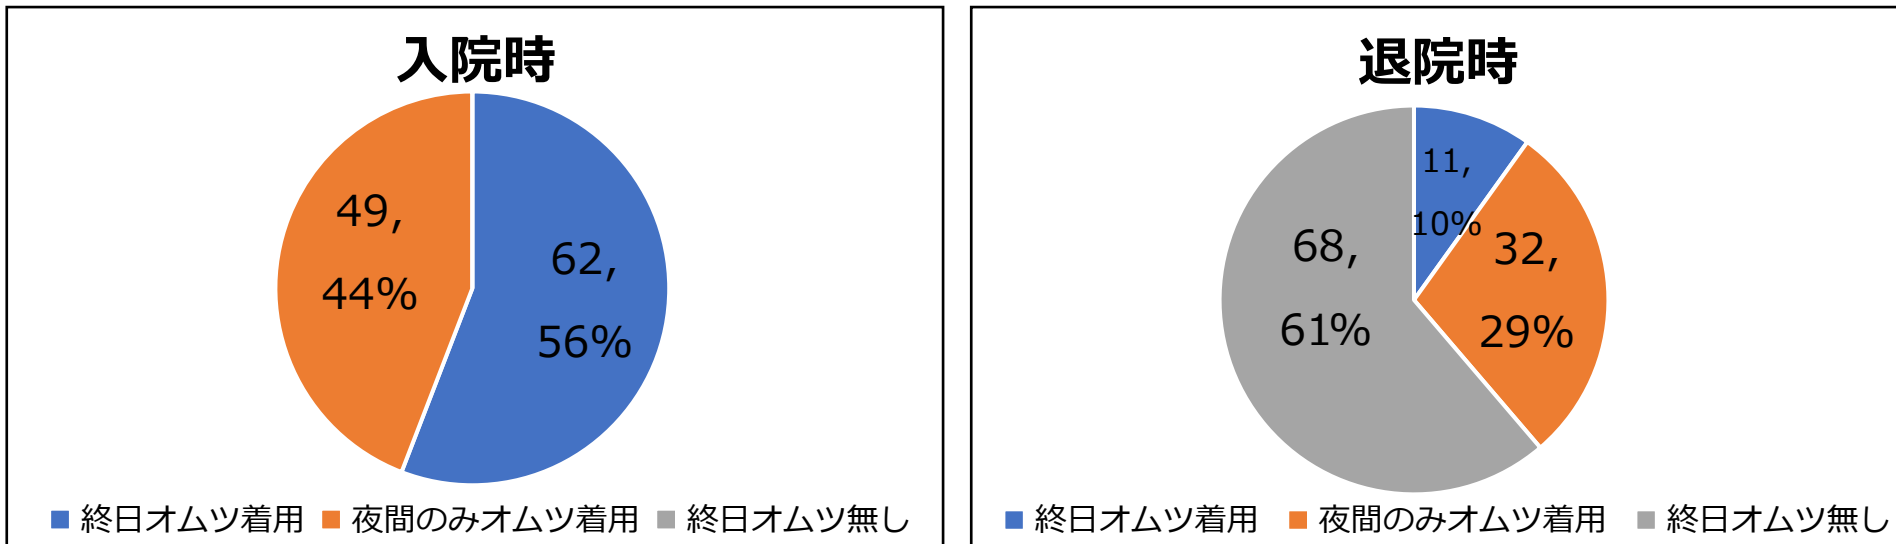 入院時
49,
44%
62,
56%
終日オムツ着用 夜間のみオムツ着用 終日オムツ無し
退院時
11,
10%
68,
61%
32,
29%
終日オムツ着用 夜間のみオムツ着用 終日オムツ無し